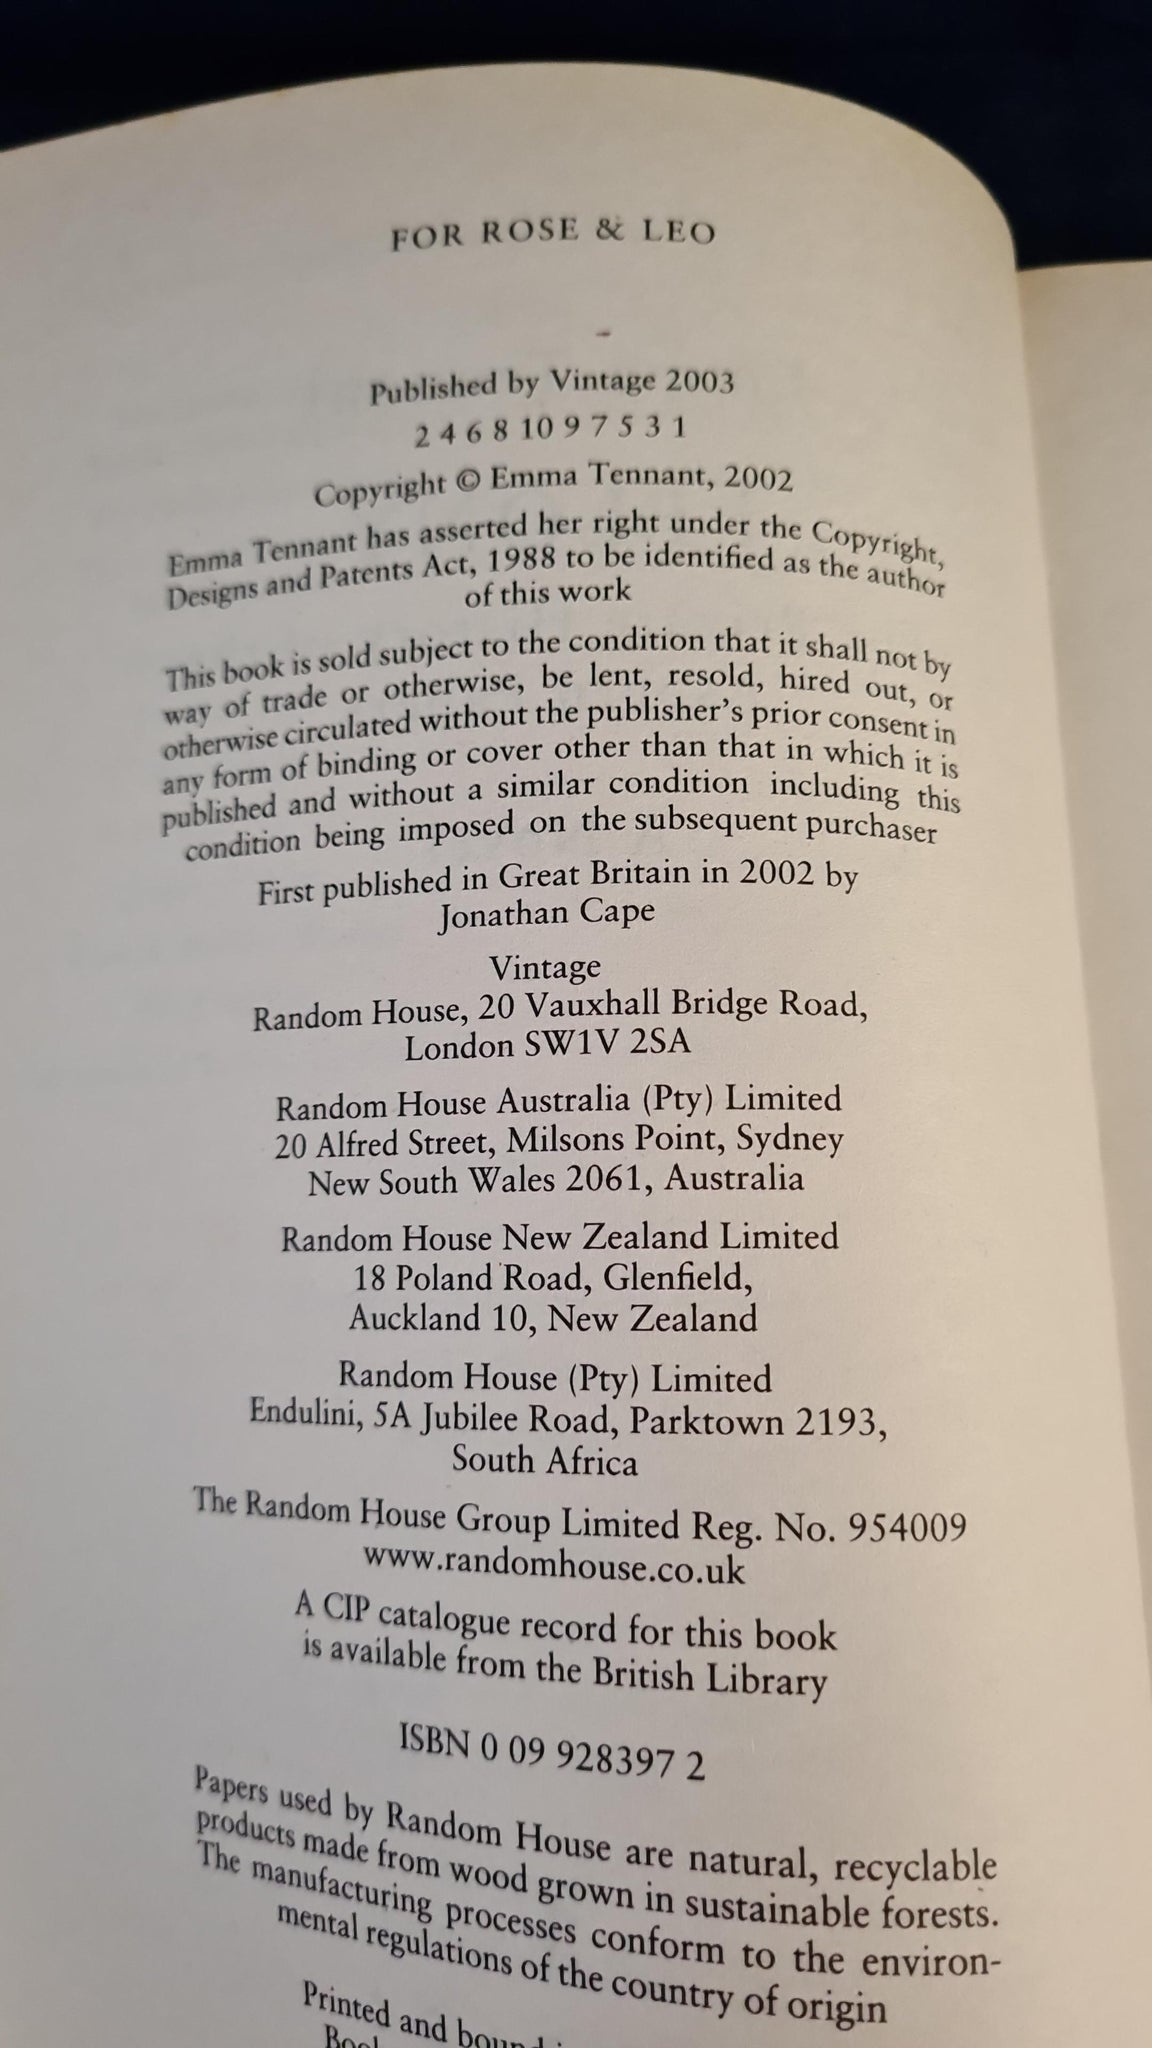 FOR ROSE & LEO
Published by Vintage 2003
2 4 6 8 10 9 7 5 3 1
Copyright © Emma Tennant, 2002
Emma Tennant has asserted her right under the Copyright,
Designs and Patents Act, 1988 to be identified as the author
of this work
This book is sold subject to the condition that it shall not by
way of trade or otherwise, be lent, resold, hired out, or
otherwise circulated without the publisher's prior consent in
any form of binding or cover other than that in which it is
published and without a similar condition including this
condition being imposed on the subsequent purchaser
First published in Great Britain in 2002 by
Jonathan Cape
Vintage
Random House, 20 Vauxhall Bridge Road,
London SW1V 2SA
Random House Australia (Pty) Limited
20 Alfred Street, Milsons Point, Sydney
New South Wales 2061, Australia
Random House New Zealand Limited
18 Poland Road, Glenfield,
Auckland 10, New Zealand
Random House (Pty) Limited
Endulini, 5A Jubilee Road, Parktown 2193,
South Africa
The Random House Group Limited Reg. No. 954009
www.randomhouse.co.uk
A CIP catalogue record for this book
is available from the British Library
ISBN 0 09 928397 2
Papers used by Random House are natural, recyclable
products made from wood grown in sustainable forests.
The manufacturing processes conform to the environ-
mental regulations of the country of origin
Printed and bound